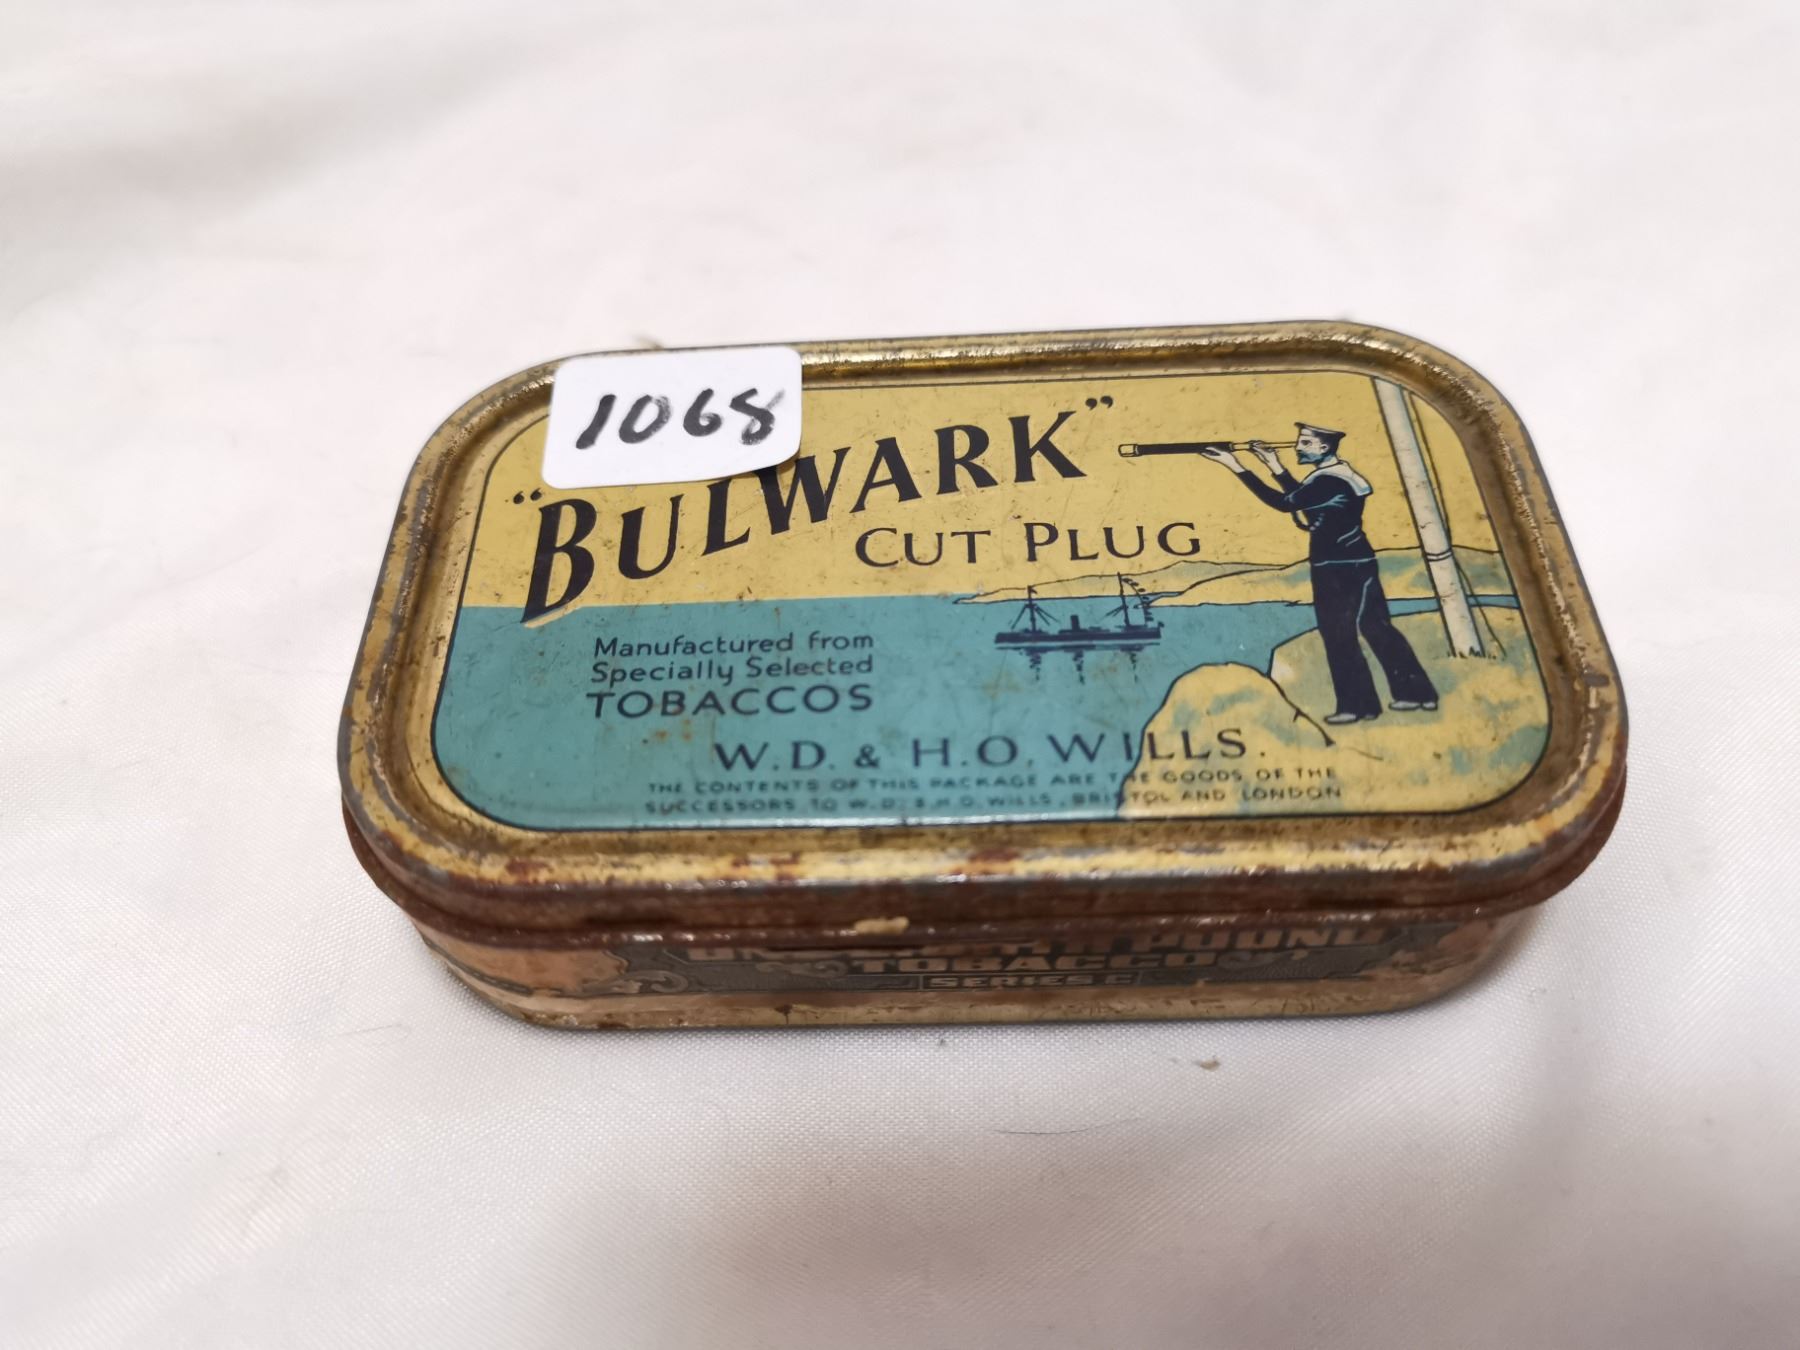 1068
"BULWARK"
CUT PLUG
Manufactured from
Specially Selected
TOBACCOS
W.D. & H.O. WILLS.
THE CONTENTS OF THIS PACKAGE ARE THE GOODS OF THE
SUCCESSORS TO W.D. & H.O. WILLS, BRISTOL AND LONDON
POUND
TOBACCO
SERIES C